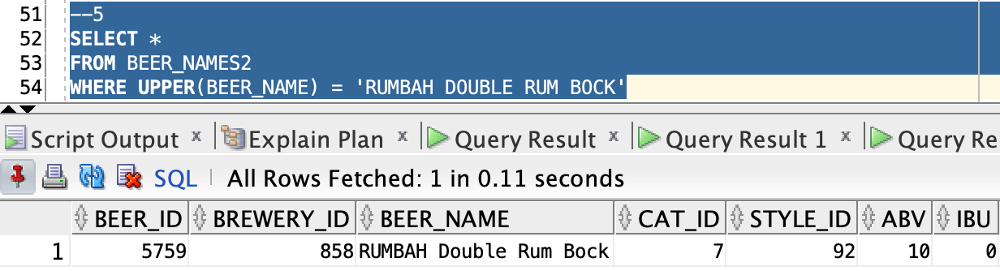 51 --5
52 SELECT *
53 FROM BEER_NAMES2
54 WHERE UPPER(BEER_NAME) = 'RUMBAH DOUBLE RUM BOCK'
Script Output x Explain Plan x Query Result x Query Result 1 x Query Re
SQL All Rows Fetched: 1 in 0.11 seconds
BEER_ID BREWERY_ID BEER_NAME CAT_ID STYLE_ID ABV IBU
1 5759 858 RUMBAH Double Rum Bock 7 92 10 0